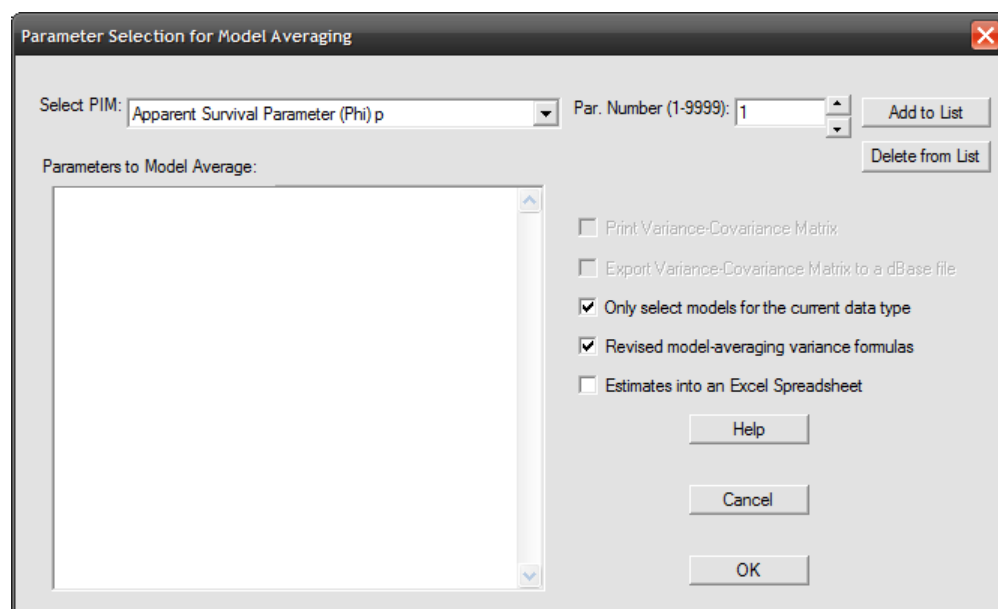 Parameter Selection for Model Averaging
Select PIM: Apparent Survival Parameter (Phi) p Par. Number (1-9999): 1 Add to List
Delete from List
Parameters to Model Average:
Print Variance-Covariance Matrix
Export Variance-Covariance Matrix to a dBase file
Only select models for the current data type
Revised model-averaging variance formulas
Estimates into an Excel Spreadsheet
Help
Cancel
OK